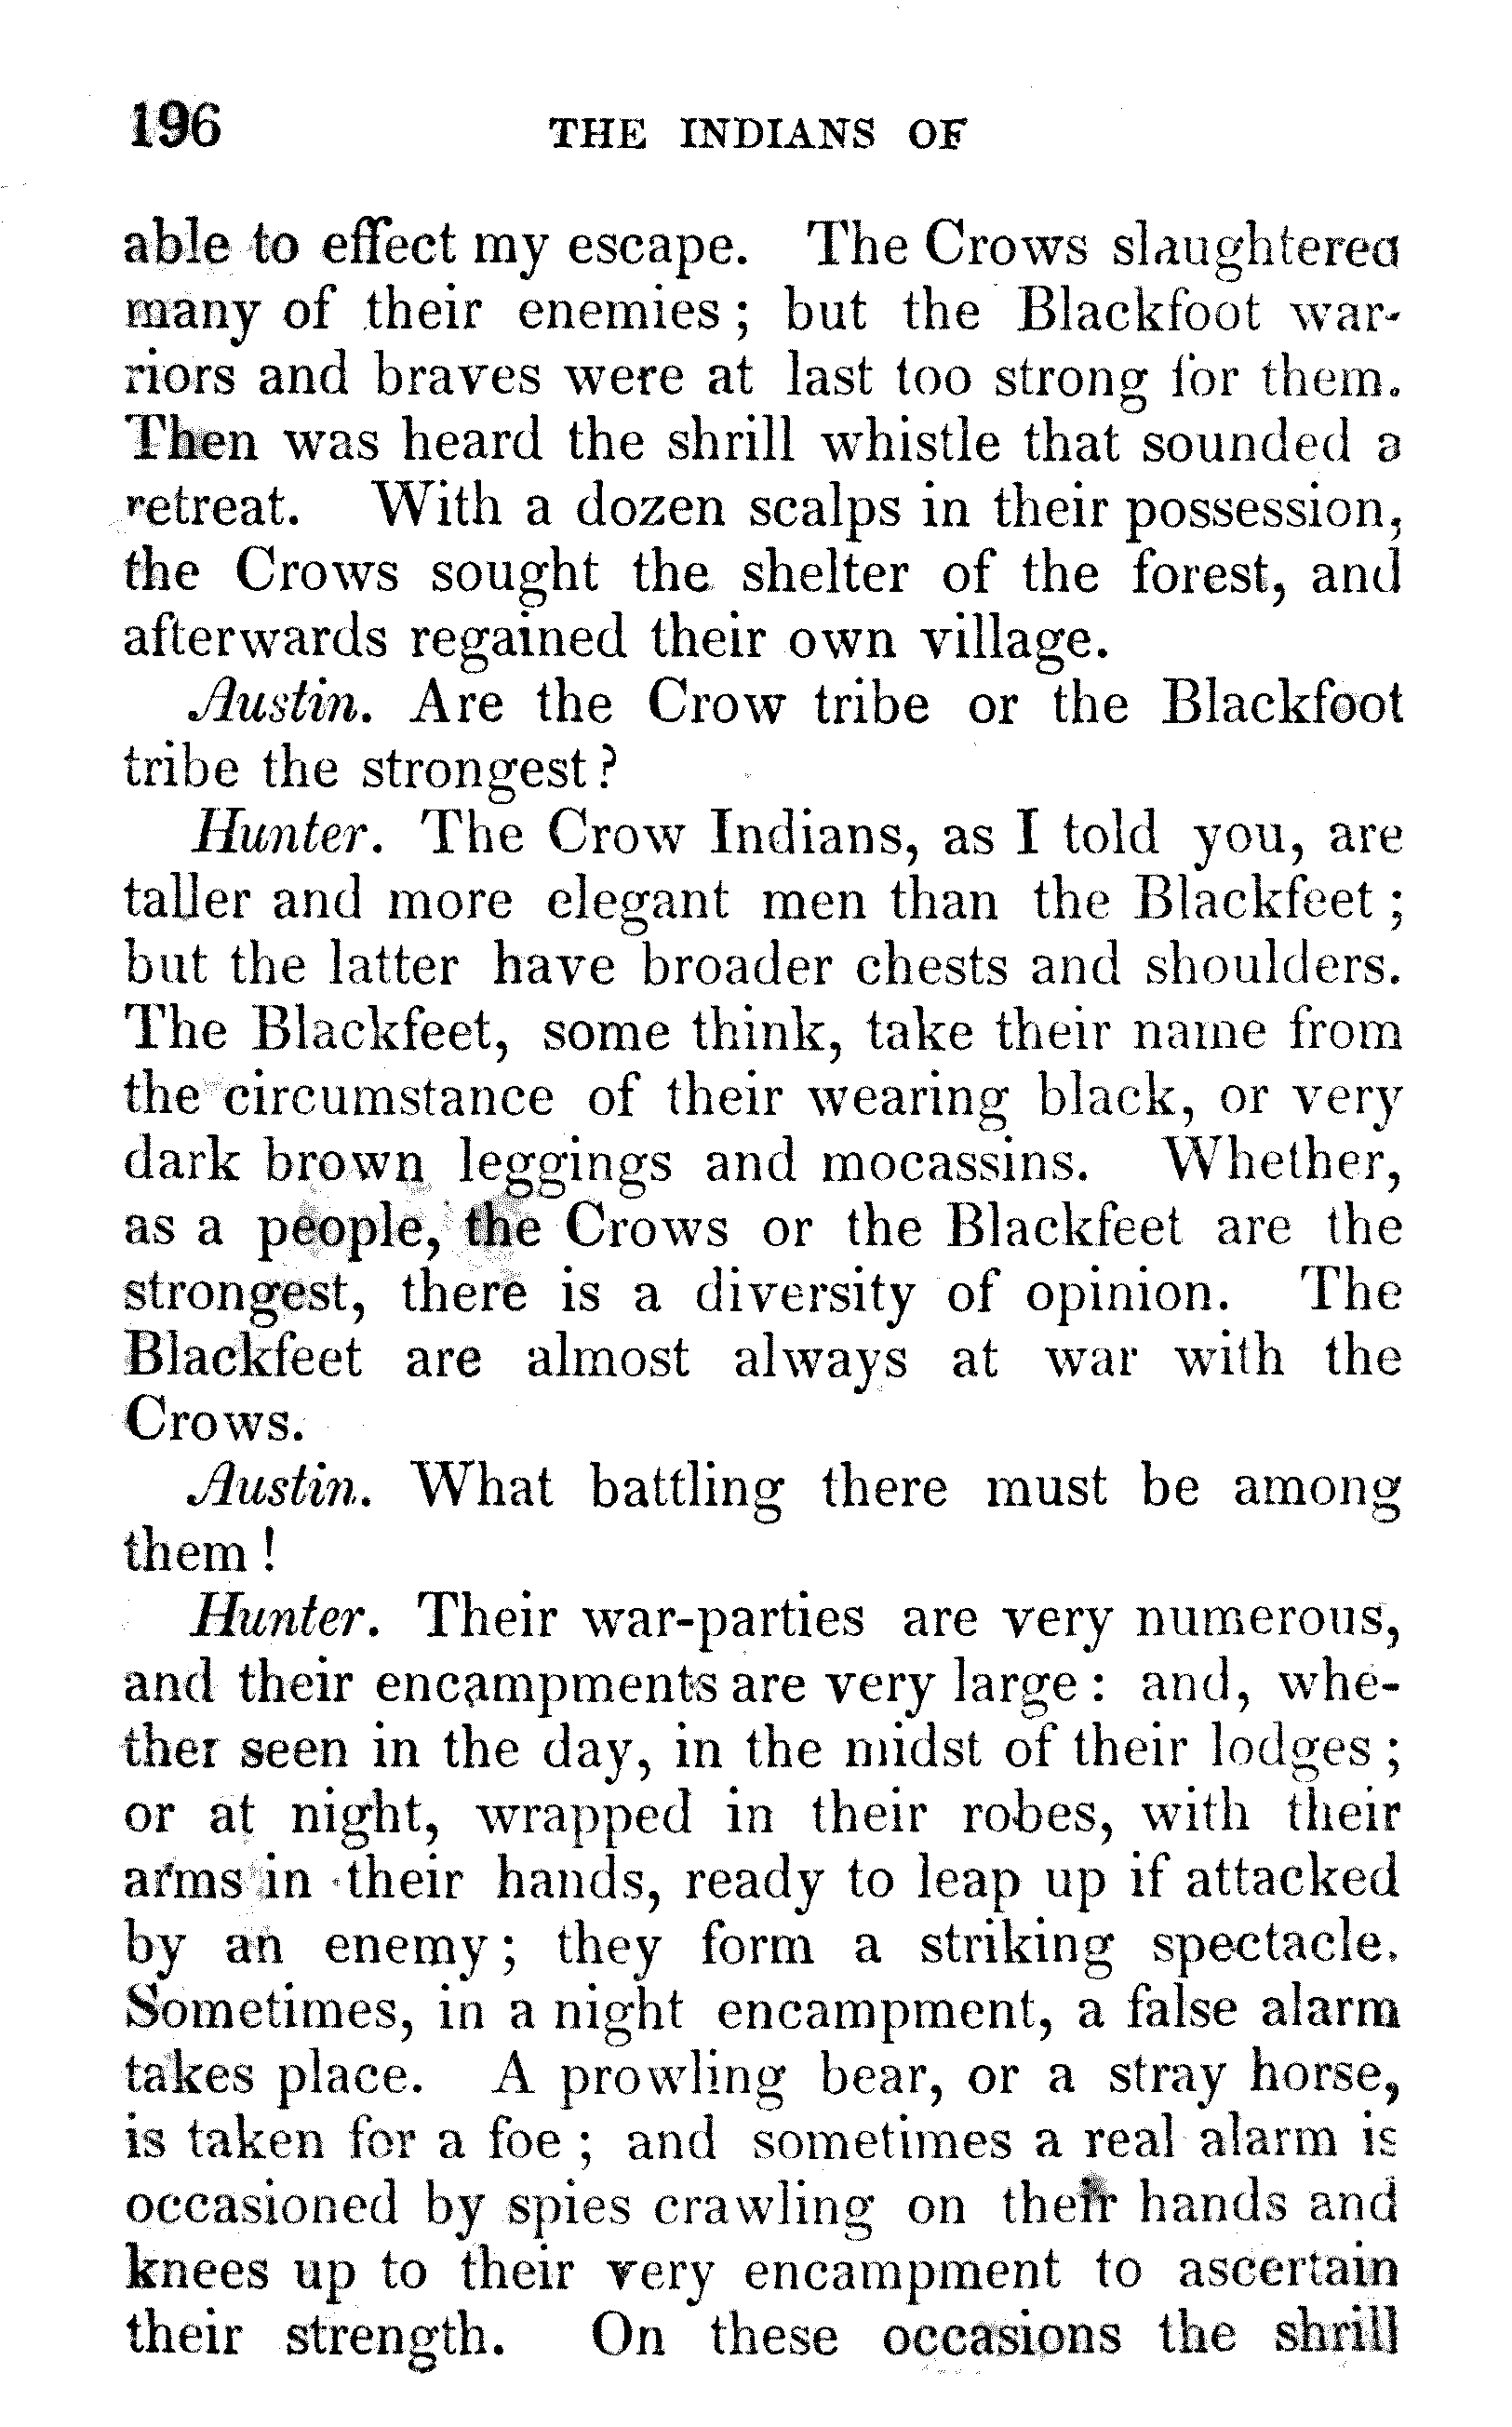 196 THE INDIANS OF
able to effect my escape. The Crows slaughtered
many of their enemies; but the Blackfoot war-
riors and braves were at last too strong for them.
Then was heard the shrill whistle that sounded a
retreat. With a dozen scalps in their possession,
the Crows sought the shelter of the forest, and
afterwards regained their own village.
Austin. Are the Crow tribe or the Blackfoot
tribe the strongest?
Hunter. The Crow Indians, as I told you, are
taller and more elegant men than the Blackfeet;
but the latter have broader chests and shoulders.
The Blackfeet, some think, take their name from
the circumstance of their wearing black, or very
dark brown leggings and mocassins. Whether,
as a people, the Crows or the Blackfeet are the
strongest, there is a diversity of opinion. The
Blackfeet are almost always at war with the
Crows.
Austin. What battling there must be among
them!
Hunter. Their war-parties are very numerous,
and their encampments are very large: and, whe-
ther seen in the day, in the midst of their lodges;
or at night, wrapped in their robes, with their
arms in their hands, ready to leap up if attacked
by an enemy; they form a striking spectacle.
Sometimes, in a night encampment, a false alarm
takes place. A prowling bear, or a stray horse,
is taken for a foe; and sometimes a real alarm is
occasioned by spies crawling on their hands and
knees up to their very encampment to ascertain
their strength. On these occasions the shrill